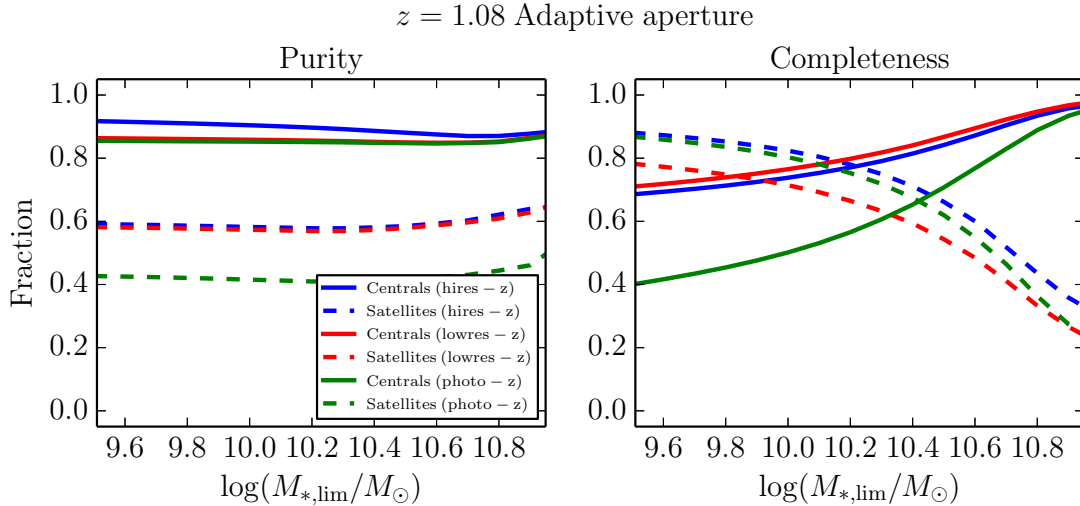 z = 1.08 Adaptive aperture
Purity
Completeness
Fraction
1.0
0.8
0.6
0.4
0.2
0.0
9.6 9.8 10.0 10.2 10.4 10.6 10.8
log(M*,lim/M⊙)
Centrals (hires − z)
Satellites (hires − z)
Centrals (lowres − z)
Satellites (lowres − z)
Centrals (photo − z)
Satellites (photo − z)
1.0
0.8
0.6
0.4
0.2
0.0
9.6 9.8 10.0 10.2 10.4 10.6 10.8
log(M*,lim/M⊙)